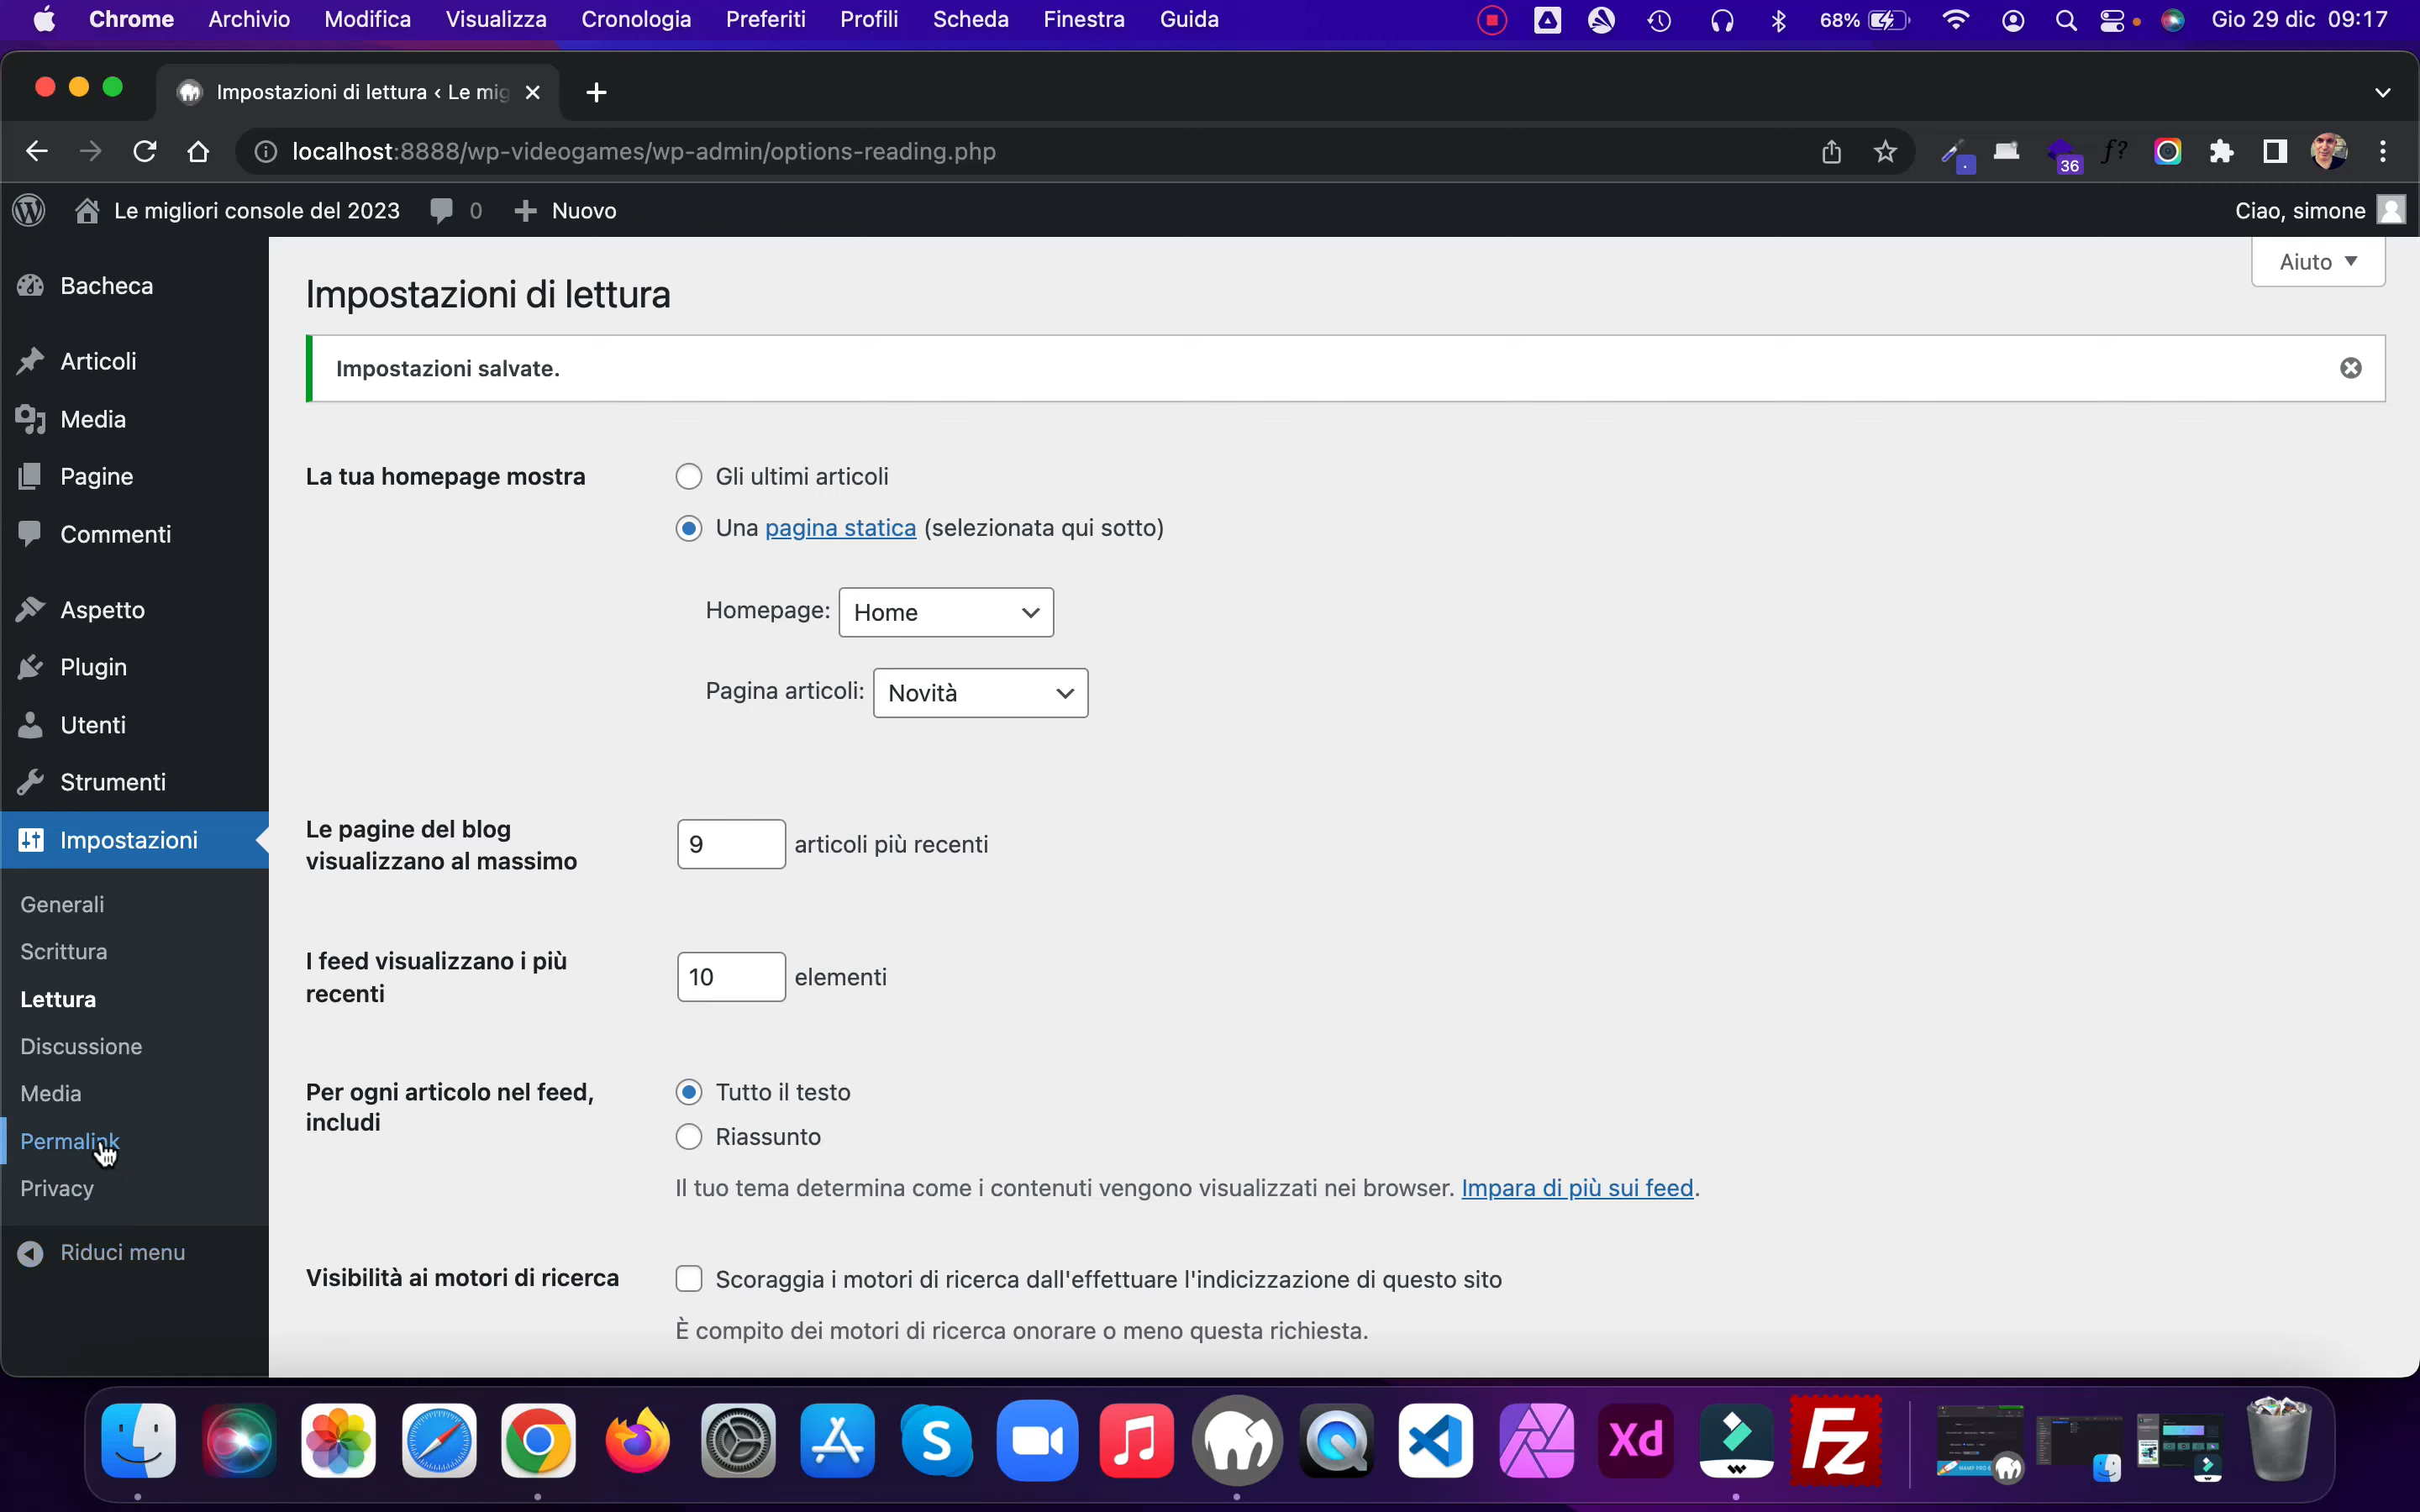 Chrome Archivio Modifica Visualizza Cronologia Preferiti Profili Scheda Finestra Guida 68% Gio 29 dic 09:17
Impostazioni di lettura ‹ Le mig
localhost:8888/wp-videogames/wp-admin/options-reading.php f? 36
Le migliori console del 2023 0 Nuovo Ciao, simone
Aiuto
Bacheca
Articoli
Media
Pagine
Commenti
Aspetto
Plugin
Utenti
Strumenti
Impostazioni
Generali
Scrittura
Lettura
Discussione
Media
Permalink
Privacy
Riduci menu
Impostazioni di lettura
Impostazioni salvate.
La tua homepage mostra
Gli ultimi articoli
Una pagina statica (selezionata qui sotto)
Homepage: Home
Pagina articoli: Novità
Le pagine del blog
visualizzano al massimo
9 articoli più recenti
I feed visualizzano i più
recenti
10 elementi
Per ogni articolo nel feed,
includi
Tutto il testo
Riassunto
Il tuo tema determina come i contenuti vengono visualizzati nei browser. Impara di più sui feed.
Visibilità ai motori di ricerca
Scoraggia i motori di ricerca dall'effettuare l'indicizzazione di questo sito
È compito dei motori di ricerca onorare o meno questa richiesta.
S Xd Fz